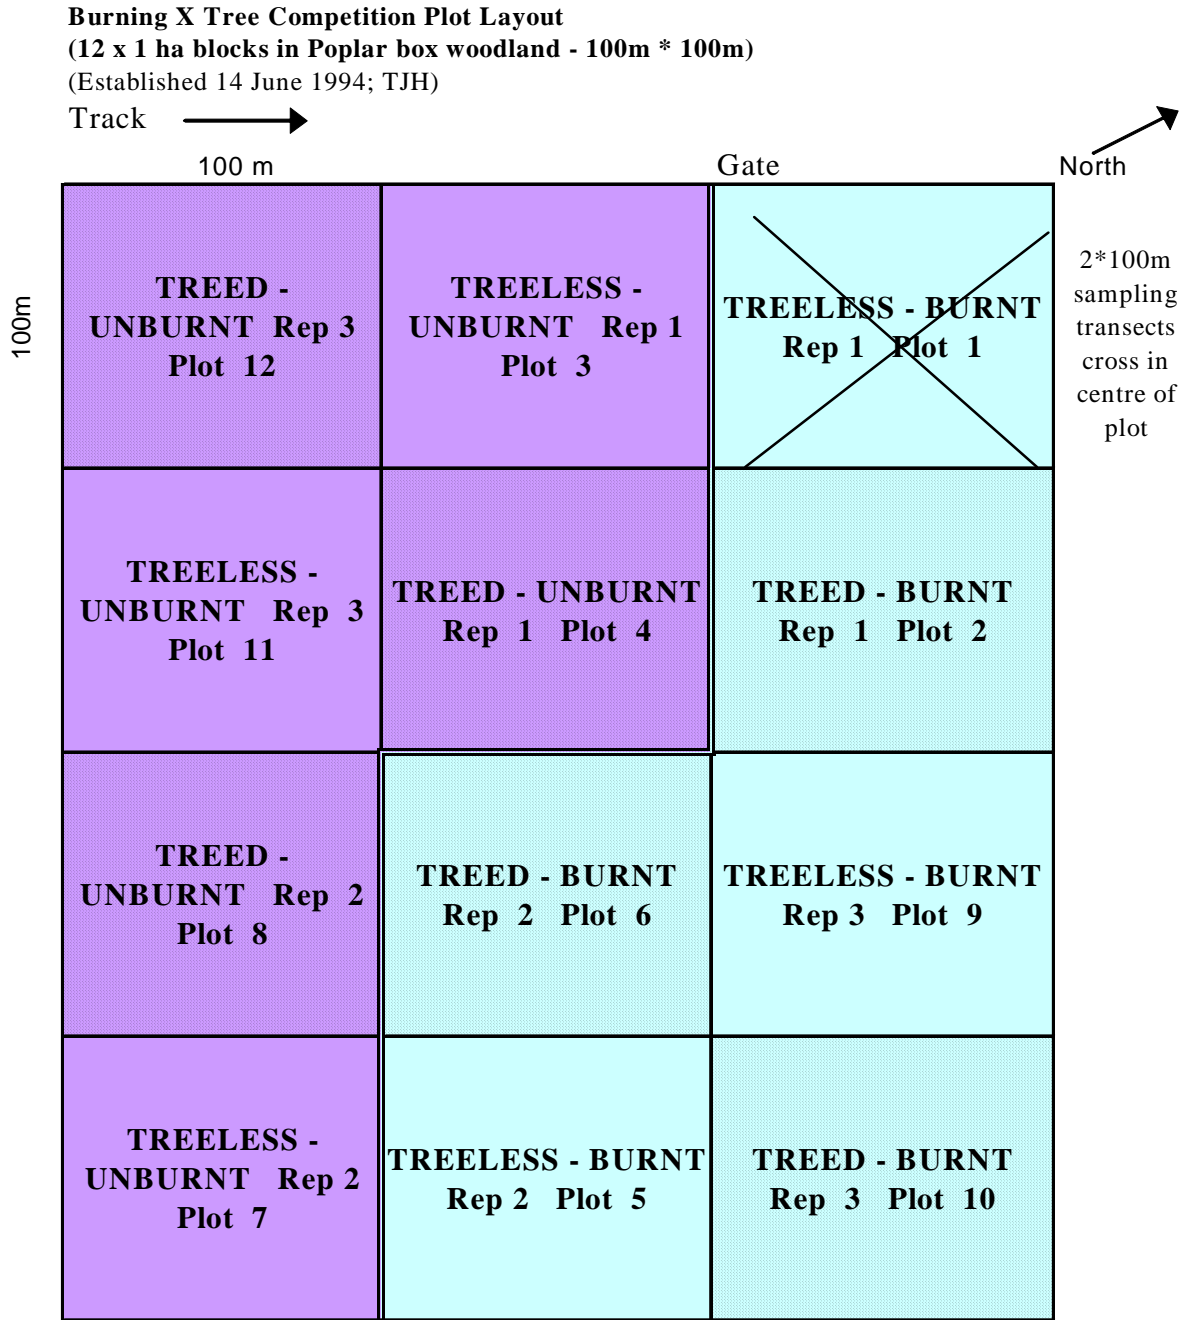 Burning X Tree Competition Plot Layout
(12 x 1 ha blocks in Poplar box woodland - 100m * 100m)
(Established 14 June 1994; TJH)
Track
100 m
Gate
North
100m
TREED -
UNBURNT Rep 3
Plot 12
TREELESS -
UNBURNT Rep 1
Plot 3
TREELESS - BURNT
Rep 1 Plot 1
2*100m
sampling
transects
cross in
centre of
plot
TREELESS -
UNBURNT Rep 3
Plot 11
TREED - UNBURNT
Rep 1 Plot 4
TREED - BURNT
Rep 1 Plot 2
TREED -
UNBURNT Rep 2
Plot 8
TREED - BURNT
Rep 2 Plot 6
TREELESS - BURNT
Rep 3 Plot 9
TREELESS -
UNBURNT Rep 2
Plot 7
TREELESS - BURNT
Rep 2 Plot 5
TREED - BURNT
Rep 3 Plot 10